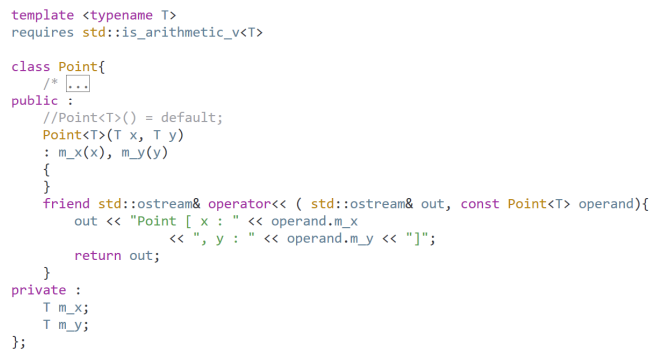 template <typename T>
requires std::is_arithmetic_v<T>
class Point{
/* ...
public :
//Point<T>() = default;
Point<T>(T x, T y)
: m_x(x), m_y(y)
{
}
friend std::ostream& operator<< ( std::ostream& out, const Point<T> operand){
out << "Point [ x : " << operand.m_x
<< ", y : " << operand.m_y << "]";
return out;
}
private :
T m_x;
T m_y;
};